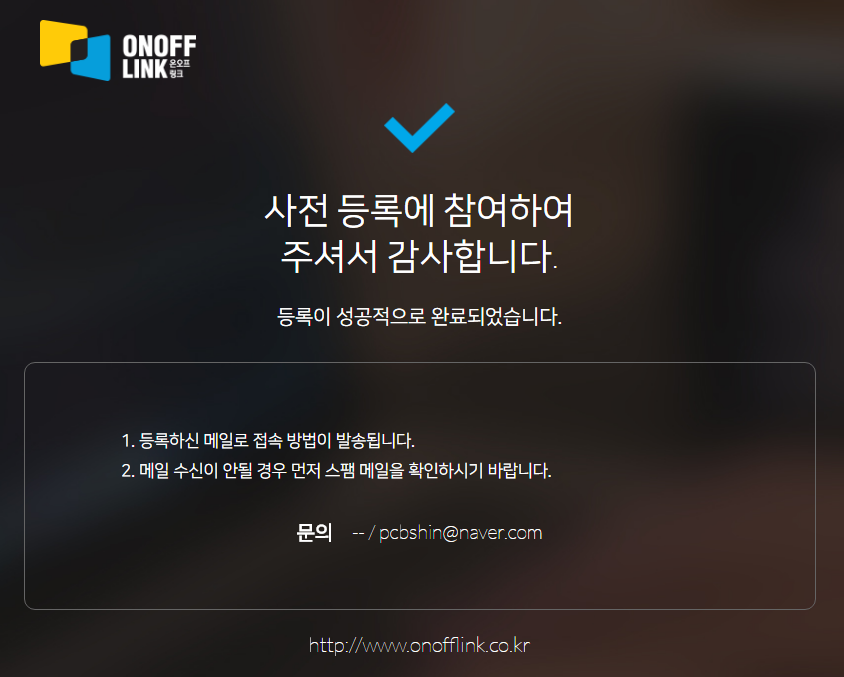 ONOFF
LINK 온오프
링크
사전 등록에 참여하여
주셔서 감사합니다.
등록이 성공적으로 완료되었습니다.
1. 등록하신 메일로 접속 방법이 발송됩니다.
2. 메일 수신이 안될 경우 먼저 스팸 메일을 확인하시기 바랍니다.
문의 -- / pcbshin@naver.com
http://www.onofflink.co.kr